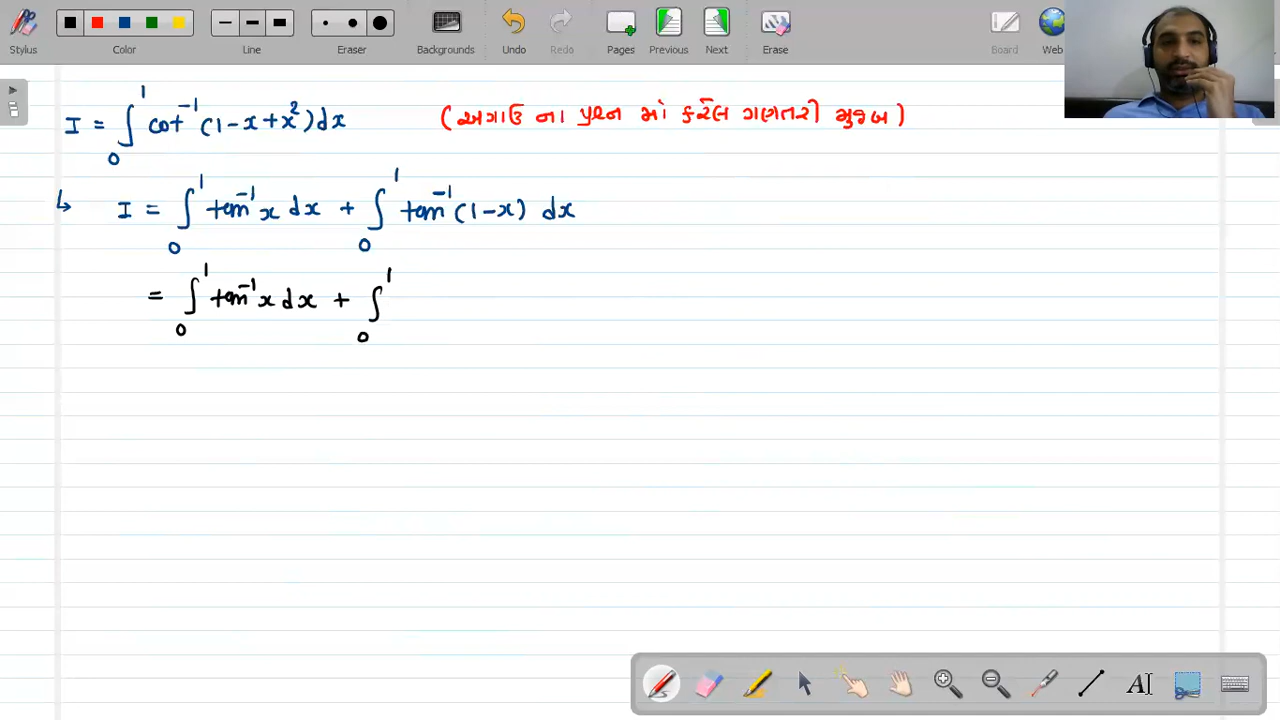 Stylus Color Line Eraser Backgrounds Undo Redo Pages Previous Next Erase Board Web
I = ∫₀¹ cot⁻¹(1-x+x²)dx (અગાઉ ના પ્રશ્ન માં કરેલ ગણતરી મુજબ)
↳ I = ∫₀¹ tan⁻¹x dx + ∫₀¹ tan⁻¹(1-x) dx
= ∫₀¹ tan⁻¹x dx + ∫₀¹